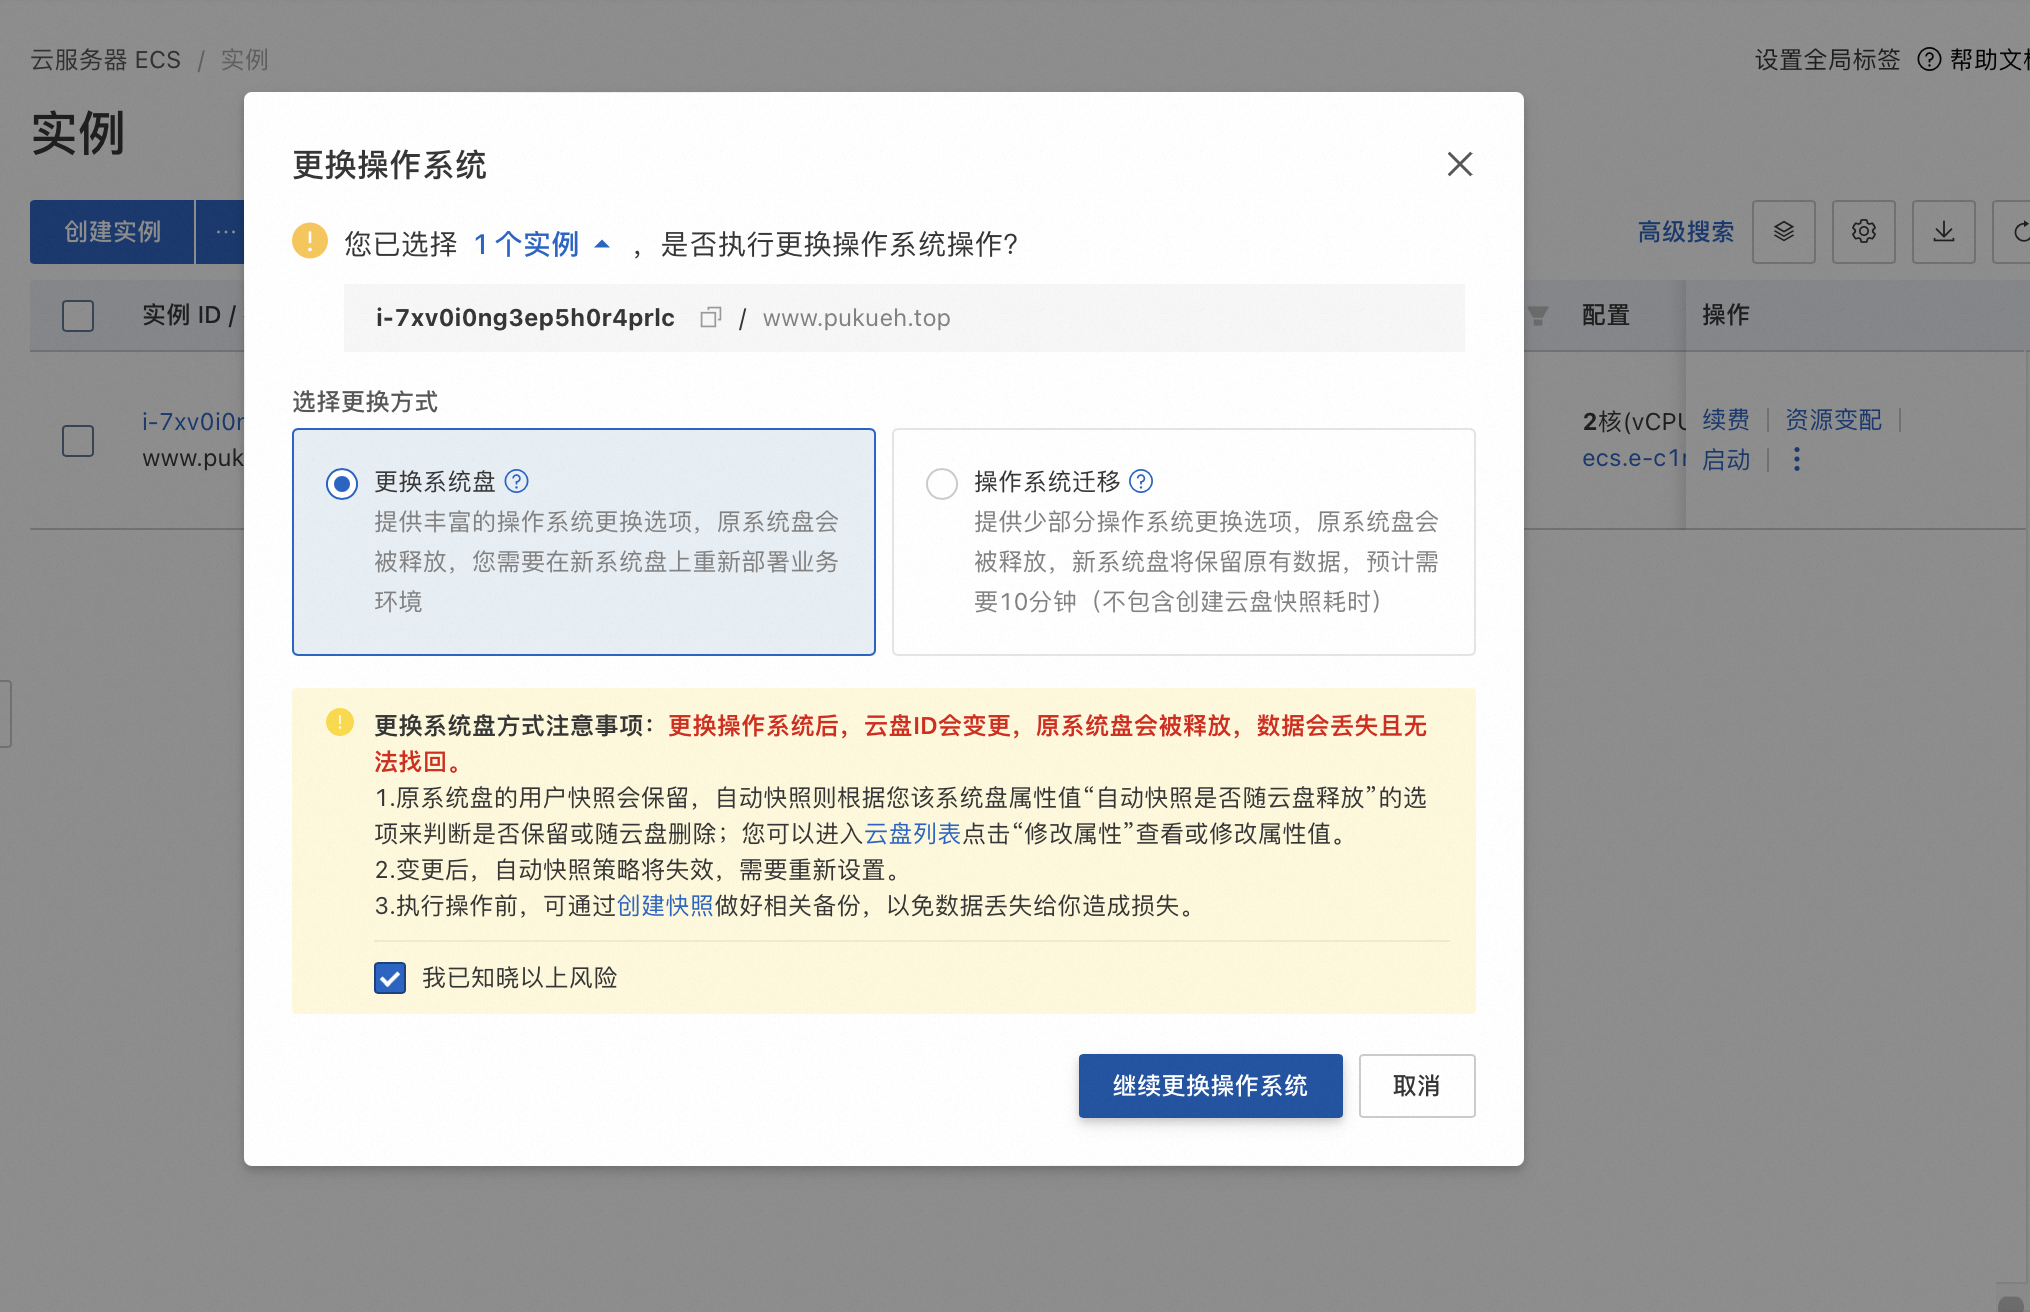 云服务器 ECS / 实例
设置全局标签 帮助文
实例
更换操作系统
创建实例 ...
您已选择 1 个实例 ，是否执行更换操作系统操作?
高级搜索
i-7xv0i0ng3ep5h0r4prlc / www.pukueh.top
实例 ID /
配置
操作
选择更换方式
i-7xv0i0n
www.puk
2核(vCPU
续费
资源变配
ecs.e-c1
启动
更换系统盘
提供丰富的操作系统更换选项，原系统盘会
被释放，您需要在新系统盘上重新部署业务
环境
操作系统迁移
提供少部分操作系统更换选项，原系统盘会
被释放，新系统盘将保留原有数据，预计需
要10分钟（不包含创建云盘快照耗时）
更换系统盘方式注意事项：更换操作系统后，云盘ID会变更，原系统盘会被释放，数据会丢失且无
法找回。
1.原系统盘的用户快照会保留，自动快照则根据您该系统盘属性值“自动快照是否随云盘释放”的选
项来判断是否保留或随云盘删除；您可以进入云盘列表点击“修改属性”查看或修改属性值。
2.变更后，自动快照策略将失效，需要重新设置。
3.执行操作前，可通过创建快照做好相关备份，以免数据丢失给你造成损失。
我已知晓以上风险
继续更换操作系统
取消